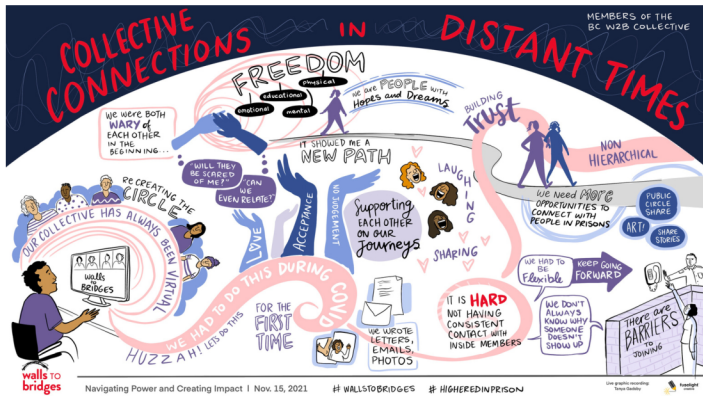 COLLECTIVE
CONNECTIONS
IN
DISTANT TIMES
MEMBERS OF THE
BC W2B COLLECTIVE
FREEDOM
physical
educational
emotional
mental
We are PEOPLE WITH
Hopes and Dreams
WE WERE BOTH
WARY of
EACH OTHER
IN THE
BEGINNING...
"WILL THEY
BE SCARED
OF ME?"
"CAN
WE
EVEN RELATE?"
IT SHOWED ME A
NEW PATH
BUILDING
Trust
NON
HIERARCHICAL
RECREATING THE
CIRCLE
OUR COLLECTIVE HAS ALWAYS BEEN VIRTUAL
walls
TO
BRIDGES
LOVE
ACCEPTANCE
NO JUDGEMENT
Supporting
EACH OTHER
ON OUR
Journeys
LAUGHING
SHARING
WE NEED MORE
OPPORTUNITIES TO
CONNECT WITH
PEOPLE IN PRISONS
PUBLIC
CIRCLE
SHARE
ART!
SHARE
STORIES
WE HAD TO DO THIS DURING COVID
HUZZAH! LETS DO THIS
FOR THE
FIRST
TIME
WE WROTE
LETTERS,
EMAILS,
PHOTOS
IT IS HARD
NOT HAVING
CONSISTENT
CONTACT WITH
INSIDE MEMBERS
WE HAD TO
BE
Flexible
KEEP GOING
FORWARD
WE DON'T
ALWAYS
KNOW WHY
SOMEONE
DOESN'T
SHOW UP
THERE are
BARRIERS
TO
JOINING
walls TO
bridges
Navigating Power and Creating Impact | Nov. 15, 2021
# WALLSTOBRIDGES
# HIGHEREDINPRISON
Live graphic recording:
Tanya Gadsby
fuselight